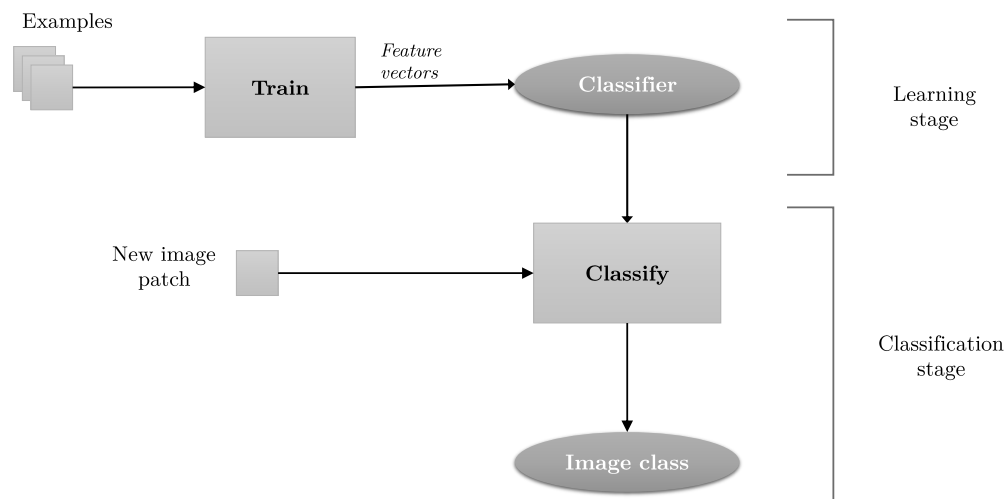 Examples
Train
Feature
vectors
Classifier
Learning
stage
New image
patch
Classify
Classification
stage
Image class